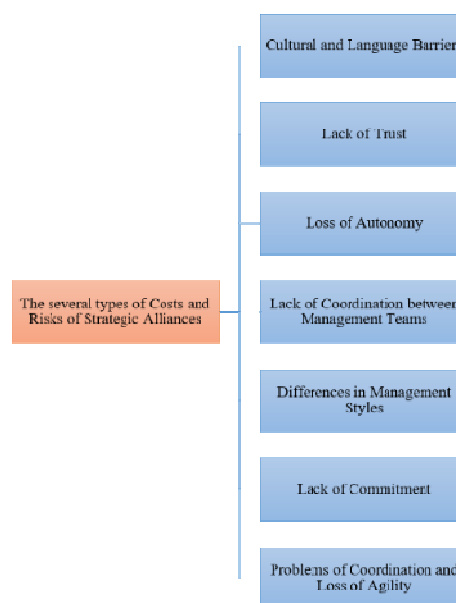 Cultural and Language Barrier
Lack of Trust
Loss of Autonomy
The several types of Costs and
Risks of Strategic Alliances
Lack of Coordination between
Management Teams
Differences in Management
Styles
Lack of Commitment
Problems of Coordination and
Loss of Agility